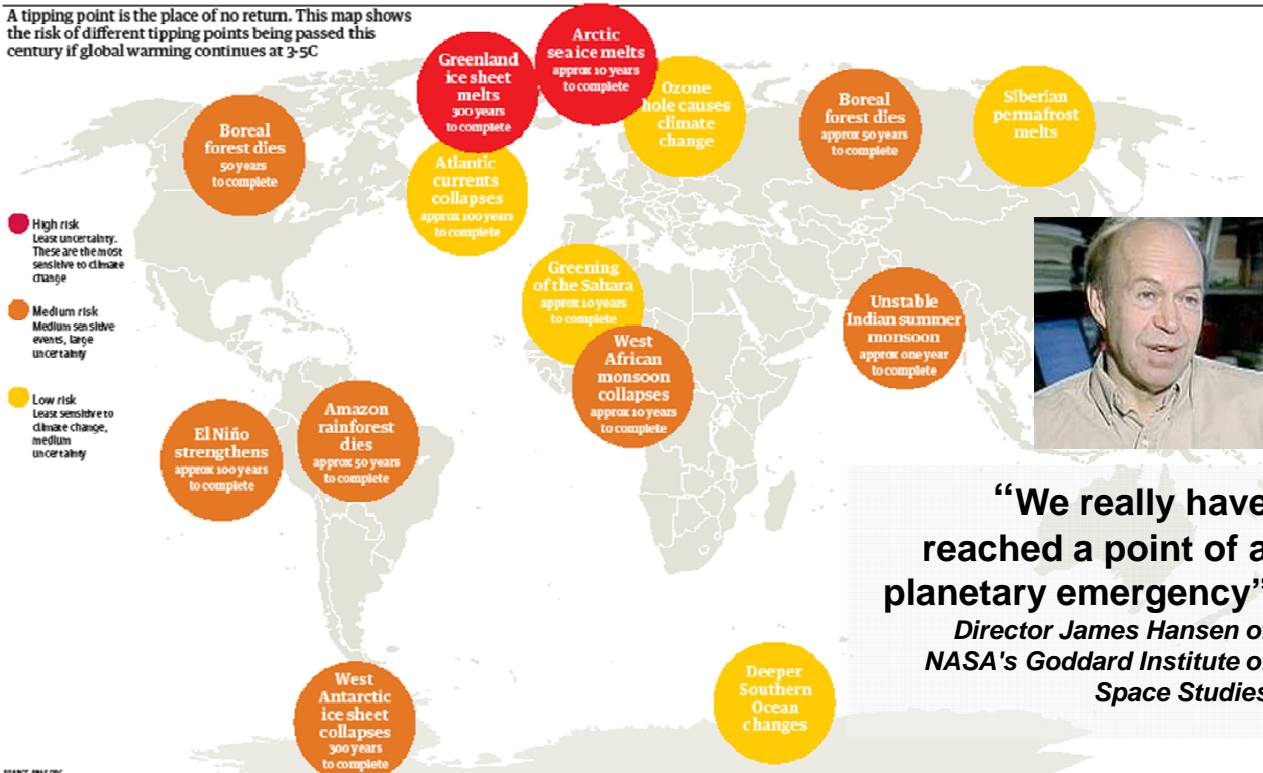 A tipping point is the place of no return. This map shows
the risk of different tipping points being passed this
century if global warming continues at 3-5C
Arctic
sea ice melts
approx 10 years
to complete
Greenland
ice sheet
melts
300 years
to complete
Ozone
hole causes
climate
change
Boreal
forest dies
approx 50 years
to complete
Siberian
permafrost
melts
Boreal
forest dies
50 years
to complete
Atlantic
currents
collapses
approx 100 years
to complete
High risk
Least uncertainty.
These are the most
sensitive to climate
change
Medium risk
Medium sensitive
events, large
uncertainty
Low risk
Least sensitive to
climate change,
medium
uncertainty
Greening
of the Sahara
approx 10 years
to complete
Unstable
Indian summer
monsoon
approx one year
to complete
West
African
monsoon
collapses
approx 10 years
to complete
Amazon
rainforest
dies
approx 50 years
to complete
El Niño
strengthens
approx 100 years
to complete
“We really have
reached a point of a
planetary emergency”
Director James Hansen of
NASA's Goddard Institute of
Space Studies
Deeper
Southern
Ocean
changes
West
Antarctic
ice sheet
collapses
300 years
to complete